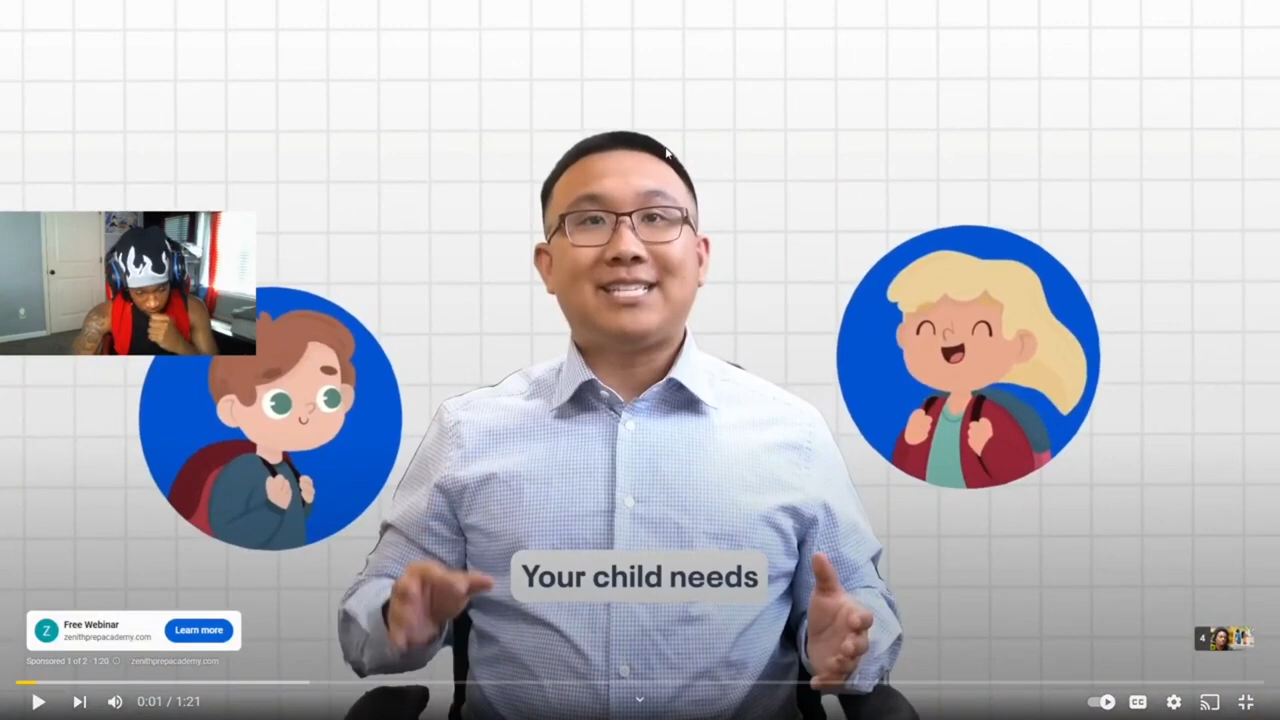 Your child needs
Z
Free Webinar
zenithprepacademy.com
Learn more
Sponsored 1 of 2 · 1:20
zenithprepacademy.com
4
0:01 / 1:21
CC